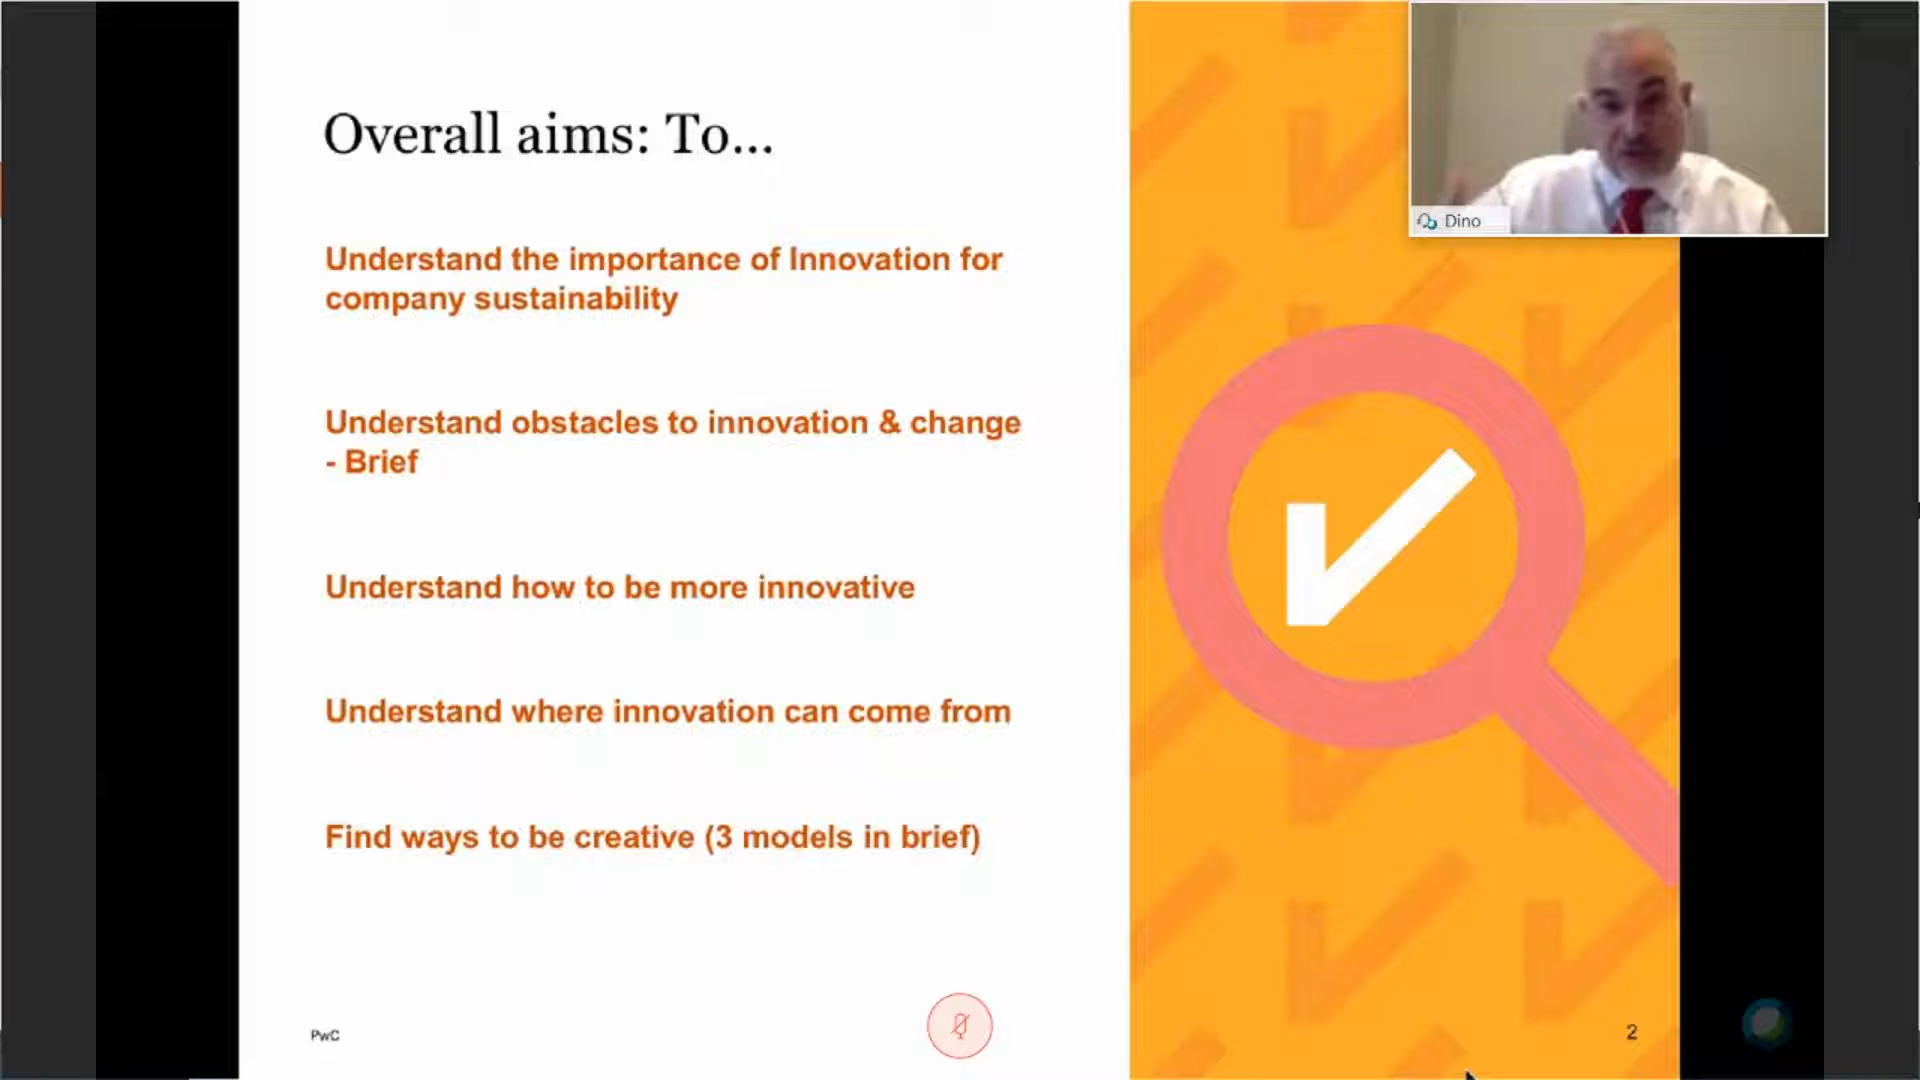 Overall aims: To...
Understand the importance of Innovation for
company sustainability
Understand obstacles to innovation & change
- Brief
Understand how to be more innovative
Understand where innovation can come from
Find ways to be creative (3 models in brief)
PwC
2
Dino